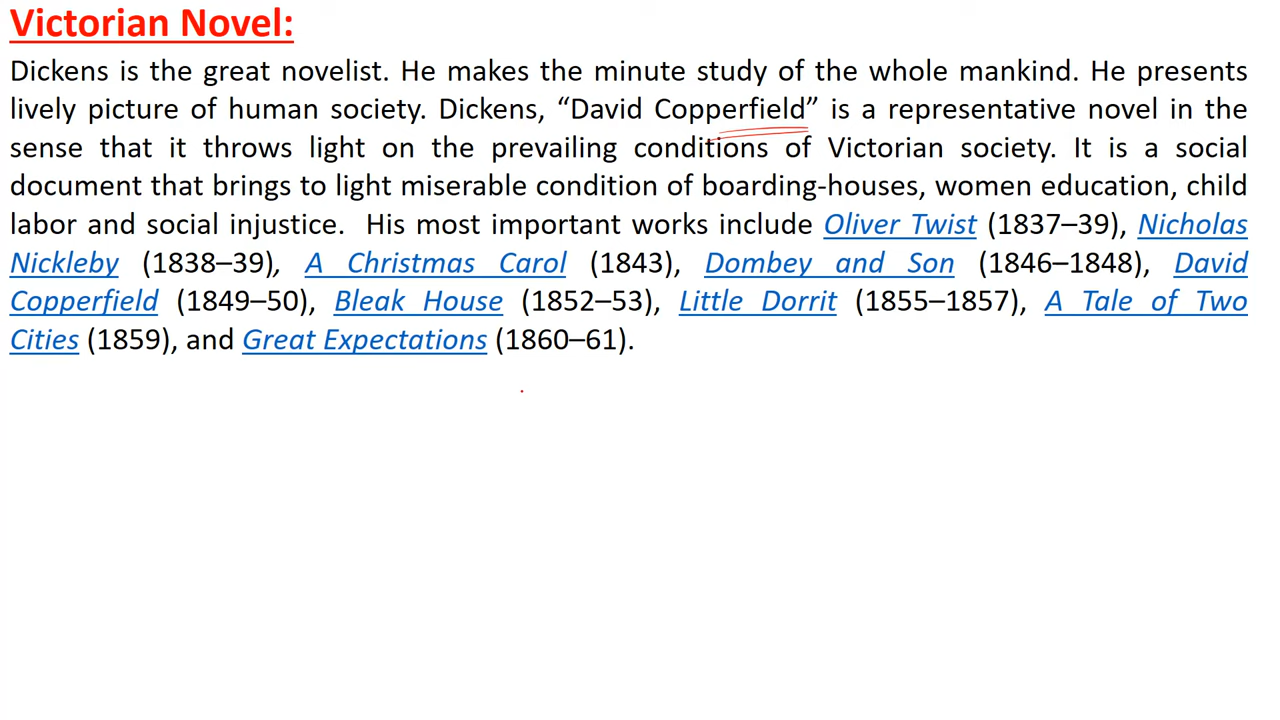 Victorian Novel:
Dickens is the great novelist. He makes the minute study of the whole mankind. He presents
lively picture of human society. Dickens, “David Copperfield” is a representative novel in the
sense that it throws light on the prevailing conditions of Victorian society. It is a social
document that brings to light miserable condition of boarding-houses, women education, child
labor and social injustice.  His most important works include Oliver Twist (1837–39), Nicholas
Nickleby (1838–39), A Christmas Carol (1843), Dombey and Son (1846–1848), David
Copperfield (1849–50), Bleak House (1852–53), Little Dorrit (1855–1857), A Tale of Two
Cities (1859), and Great Expectations (1860–61).